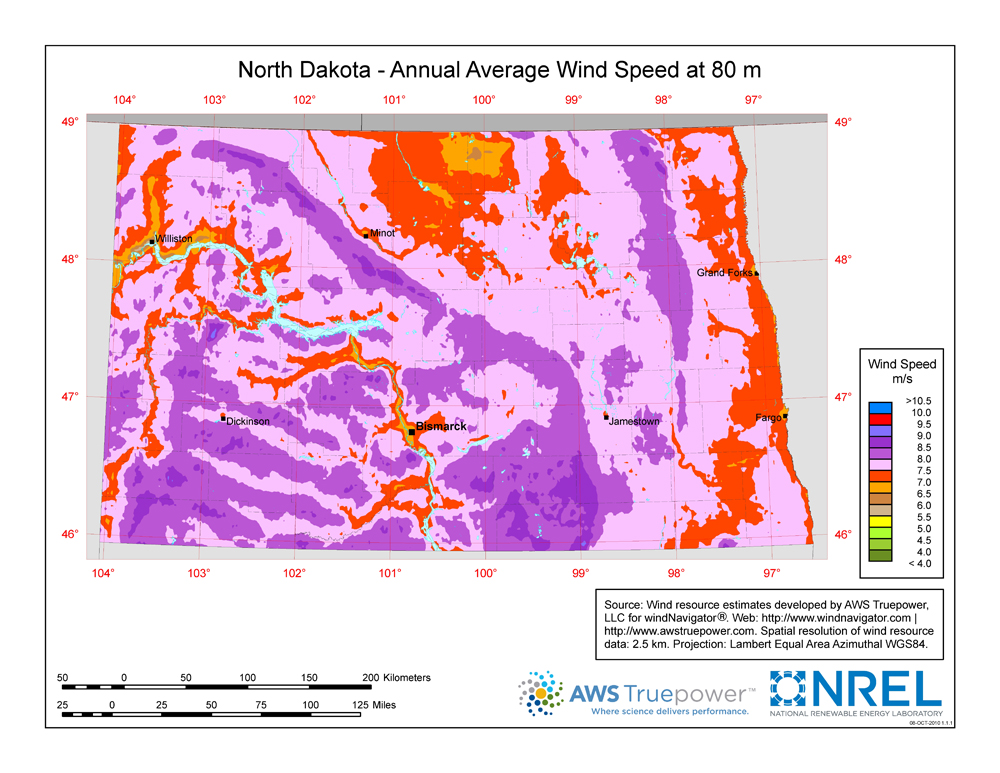 North Dakota - Annual Average Wind Speed at 80 m
104° 103° 102° 101° 100° 99° 98° 97°
49° 49°
Minot
Williston
48° 48°
Grand Forks
Wind Speed
m/s
>10.5
10.0
9.5
9.0
8.5
8.0
7.5
7.0
6.5
6.0
5.5
5.0
4.5
4.0
< 4.0
47° 47°
Dickinson
Bismarck
Jamestown
Fargo
46° 46°
104° 103° 102° 101° 100° 99° 98° 97°
Source: Wind resource estimates developed by AWS Truepower,
LLC for windNavigator®. Web: http://www.windnavigator.com |
http://www.awstruepower.com. Spatial resolution of wind resource
data: 2.5 km. Projection: Lambert Equal Area Azimuthal WGS84.
50 0 50 100 150 200 Kilometers
25 0 25 50 75 100 125 Miles
AWS Truepower™
Where science delivers performance.
NREL
NATIONAL RENEWABLE ENERGY LABORATORY
08-OCT-2010 1.1.1